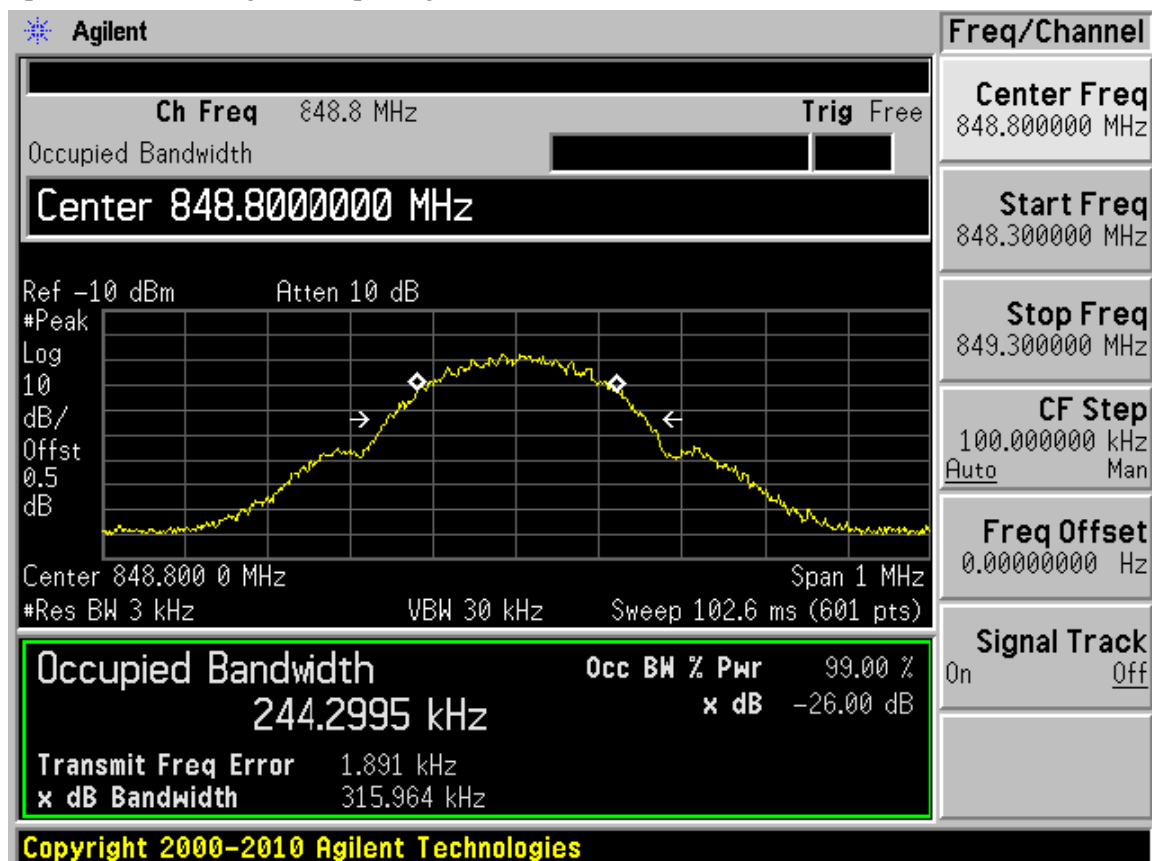 Agilent
Freq/Channel
Ch Freq 848.8 MHz Trig Free
Occupied Bandwidth
Center 848.8000000 MHz
Ref -10 dBm Atten 10 dB
#Peak
Log
10
dB/
Offst
0.5
dB
Center 848.800 0 MHz Span 1 MHz
#Res BW 3 kHz VBW 30 kHz Sweep 102.6 ms (601 pts)
Occupied Bandwidth
244.2995 kHz
Occ BW % Pwr 99.00 %
x dB -26.00 dB
Transmit Freq Error 1.891 kHz
x dB Bandwidth 315.964 kHz
Center Freq
848.800000 MHz
Start Freq
848.300000 MHz
Stop Freq
849.300000 MHz
CF Step
100.000000 kHz
Auto Man
Freq Offset
0.00000000 Hz
Signal Track
On Off
Copyright 2000-2010 Agilent Technologies